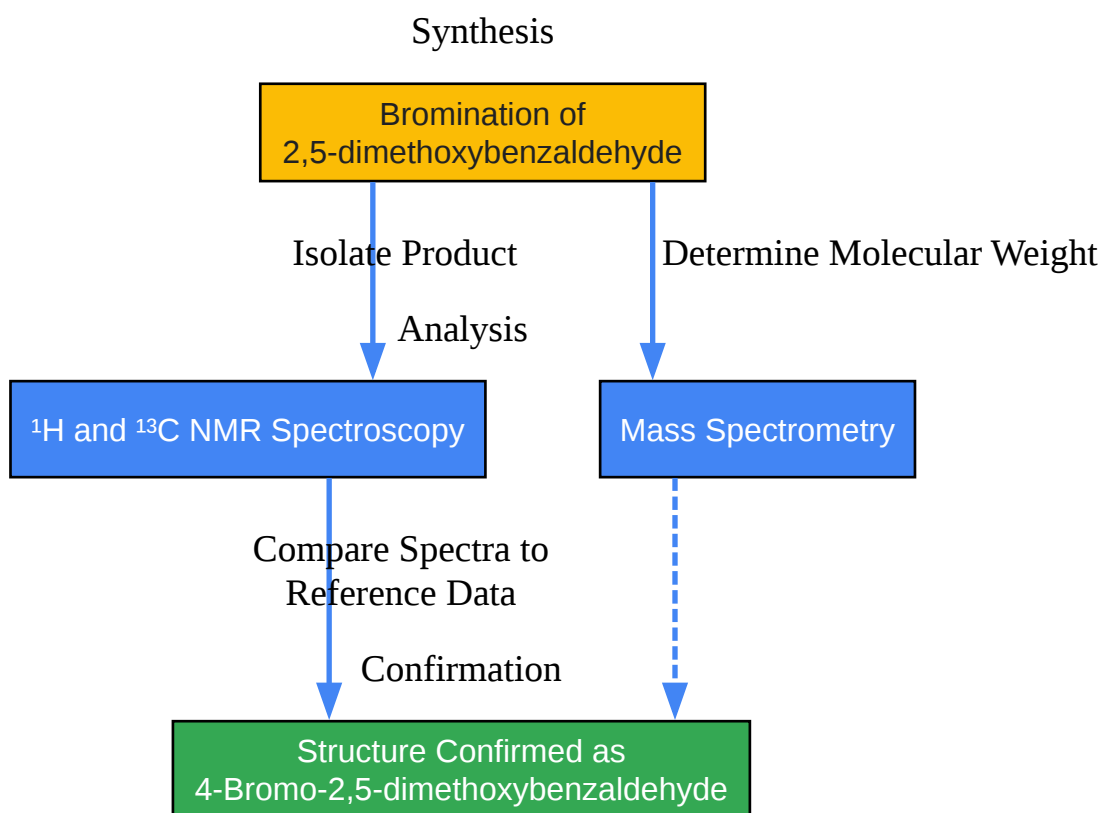 Synthesis
Bromination of
2,5-dimethoxybenzaldehyde
Isolate Product
Determine Molecular Weight
Analysis
¹H and ¹³C NMR Spectroscopy
Mass Spectrometry
Compare Spectra to
Reference Data
Confirmation
Structure Confirmed as
4-Bromo-2,5-dimethoxybenzaldehyde